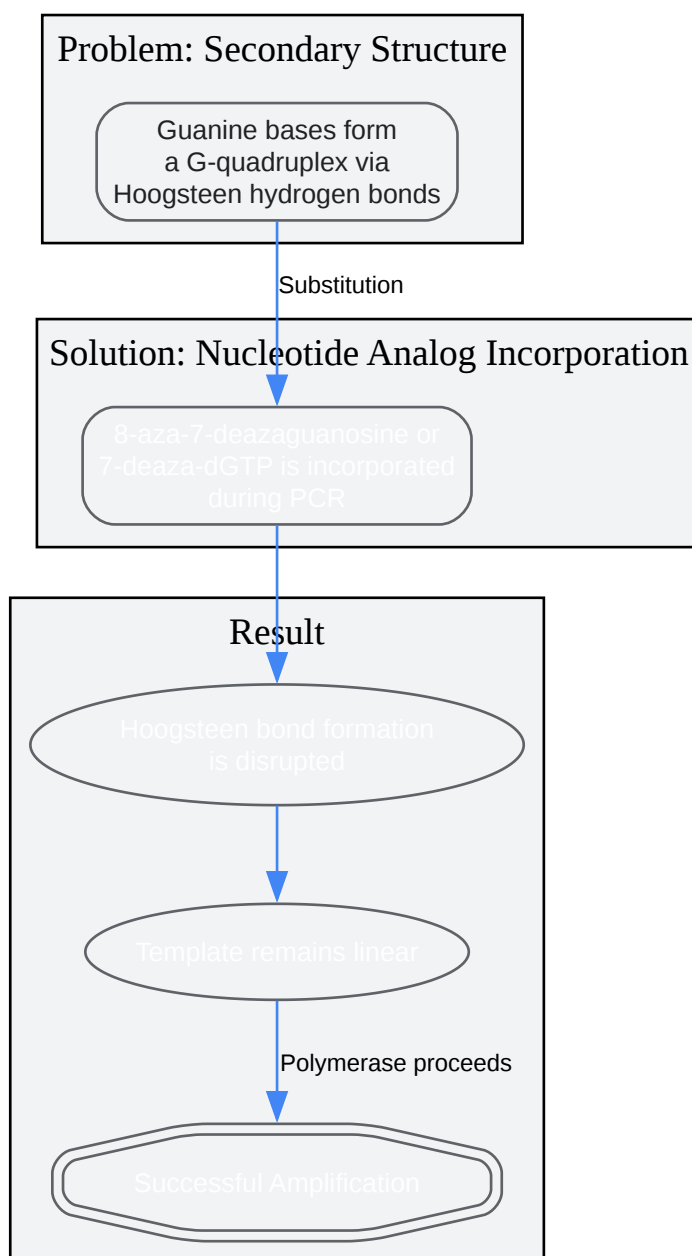 Problem: Secondary Structure
Guanine bases form
a G-quadruplex via
Hoogsteen hydrogen bonds
Substitution
Solution: Nucleotide Analog Incorporation
8-aza-7-deazaguanosine or
7-deaza-dGTP is incorporated
during PCR
Result
Hoogsteen bond formation
is disrupted
Template remains linear
Polymerase proceeds
Successful Amplification